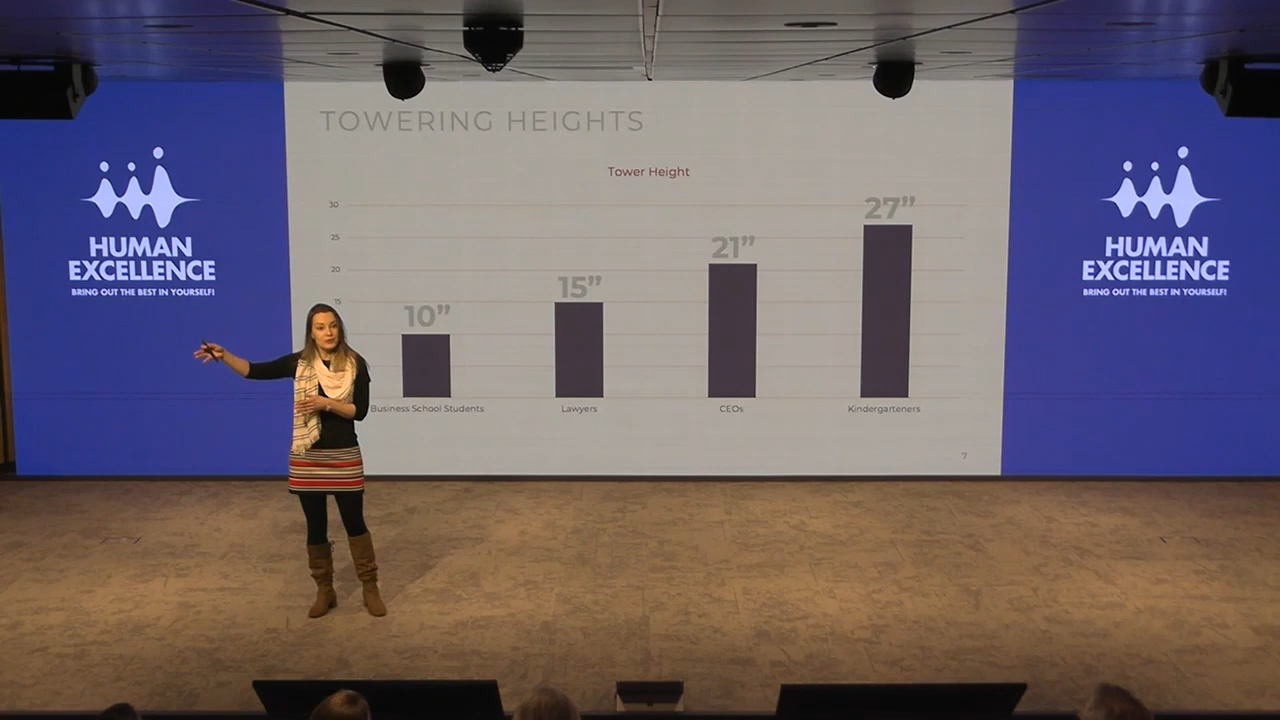 TOWERING HEIGHTS
Tower Height
30
25
20
15
10”
15”
21”
27”
Business School Students
Lawyers
CEOs
Kindergarteners
7
HUMAN
EXCELLENCE
BRING OUT THE BEST IN YOURSELF!
HUMAN
EXCELLENCE
BRING OUT THE BEST IN YOURSELF!